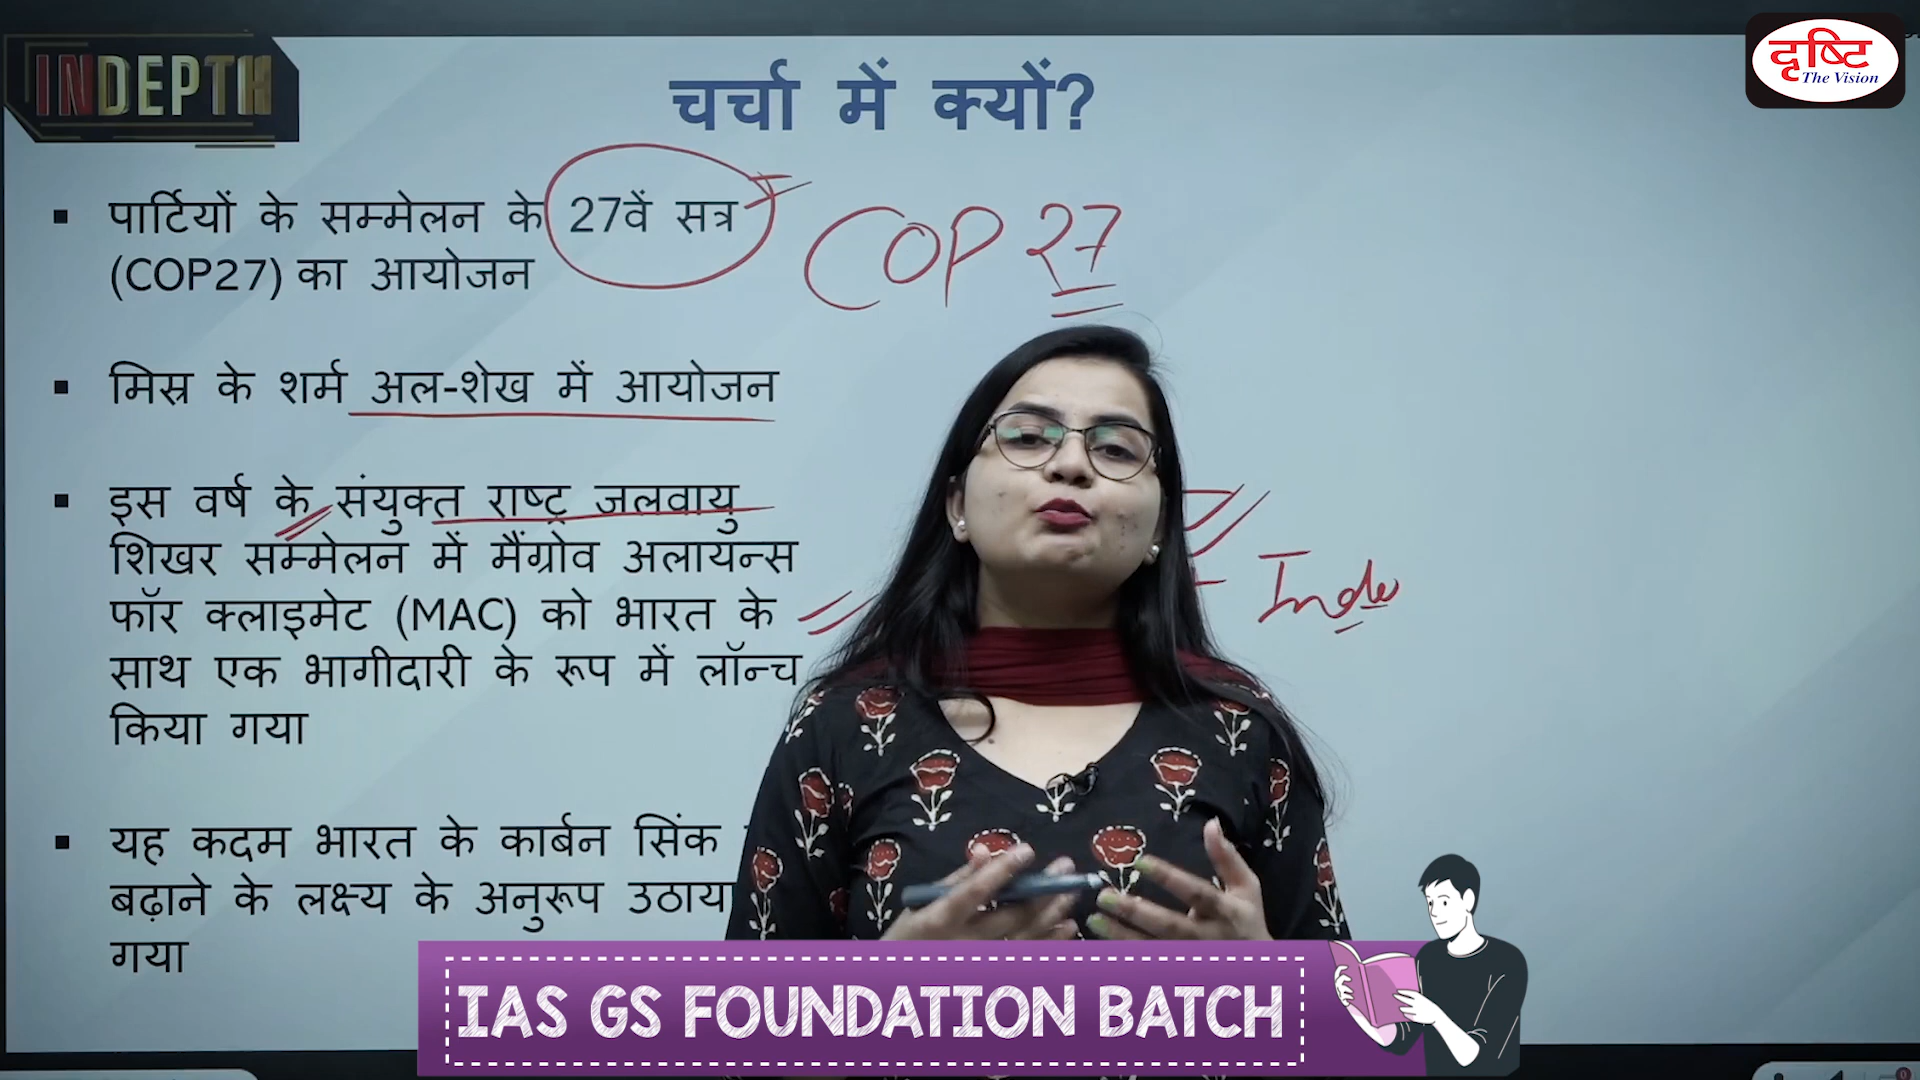 INDEPTH
चर्चा में क्यों?
दृष्टि
The Vision
पार्टियों के सम्मेलन के 27वें सत्र
(COP27) का आयोजन
COP 27
मिस्र के शर्म अल-शेख में आयोजन
इस वर्ष के संयुक्त राष्ट्र जलवायु
शिखर सम्मेलन में मैंग्रोव अलायन्स
फॉर क्लाइमेट (MAC) को भारत के
साथ एक भागीदारी के रूप में लॉन्च
किया गया
यह कदम भारत के कार्बन सिंक
बढ़ाने के लक्ष्य के अनुरूप उठाया
गया
IAS GS FOUNDATION BATCH